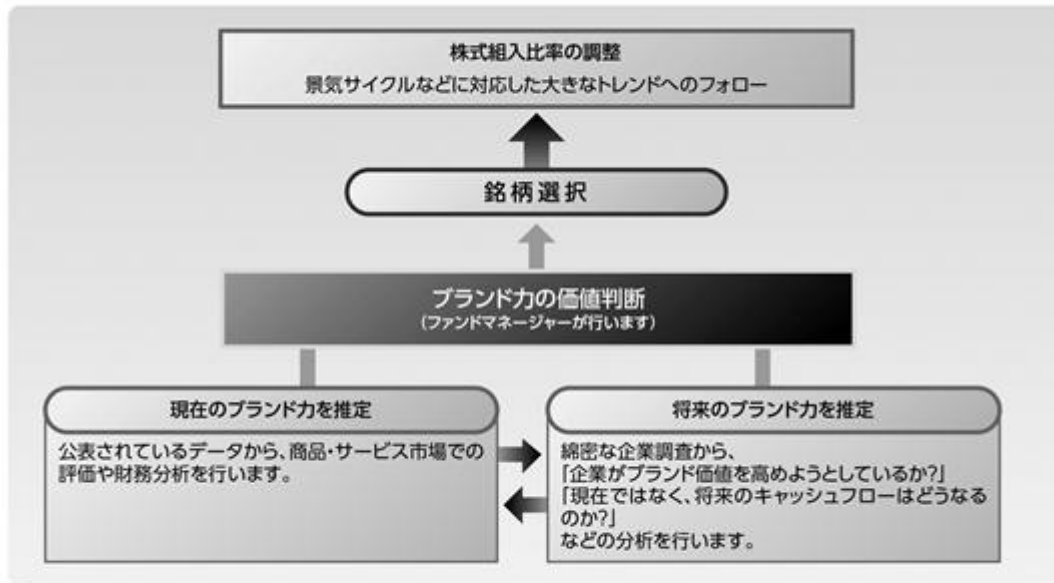 株式組入比率の調整
景気サイクルなどに対応した大きなトレンドへのフォロー
銘柄選択
ブランド力の価値判断
(ファンドマネージャーが行います)
現在のブランド力を推定
公表されているデータから、商品・サービス市場での
評価や財務分析を行います。
将来のブランド力を推定
綿密な企業調査から、
「企業がブランド価値を高めようとしているか?」
「現在ではなく、将来のキャッシュフローはどうなる
のか?」
などの分析を行います。